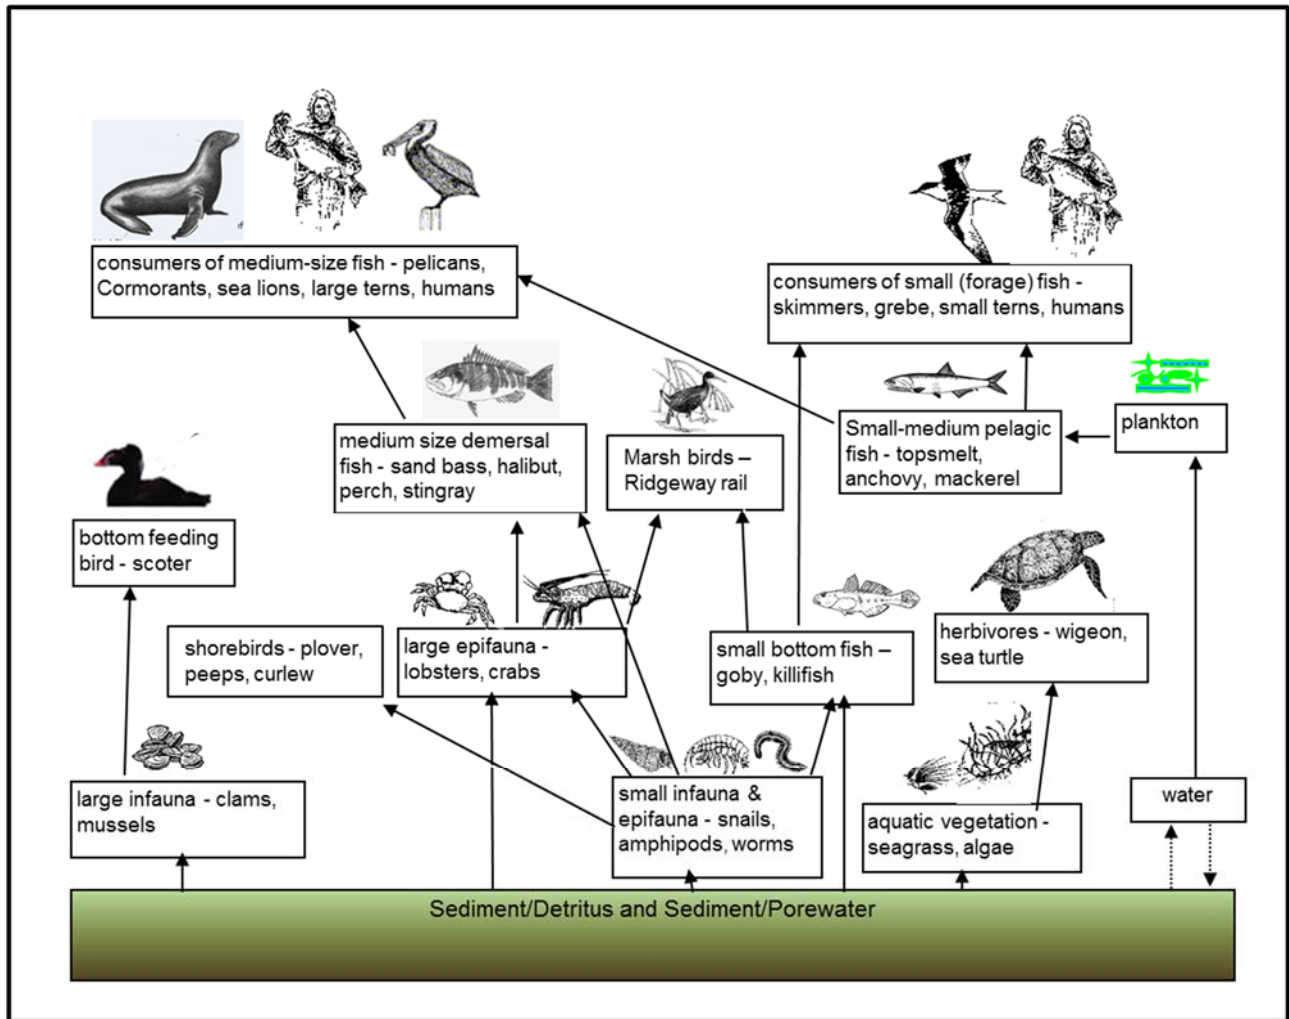 consumers of medium-size fish - pelicans,
Cormorants, sea lions, large terns, humans
consumers of small (forage) fish -
skimmers, grebe, small terns, humans
medium size demersal
fish - sand bass, halibut,
perch, stingray
Marsh birds –
Ridgeway rail
Small-medium pelagic
fish - topsmelt,
anchovy, mackerel
plankton
bottom feeding
bird - scoter
shorebirds - plover,
peeps, curlew
large epifauna -
lobsters, crabs
small bottom fish –
goby, killifish
herbivores - wigeon,
sea turtle
large infauna - clams,
mussels
small infauna &
epifauna - snails,
amphipods, worms
aquatic vegetation -
seagrass, algae
water
Sediment/Detritus and Sediment/Porewater